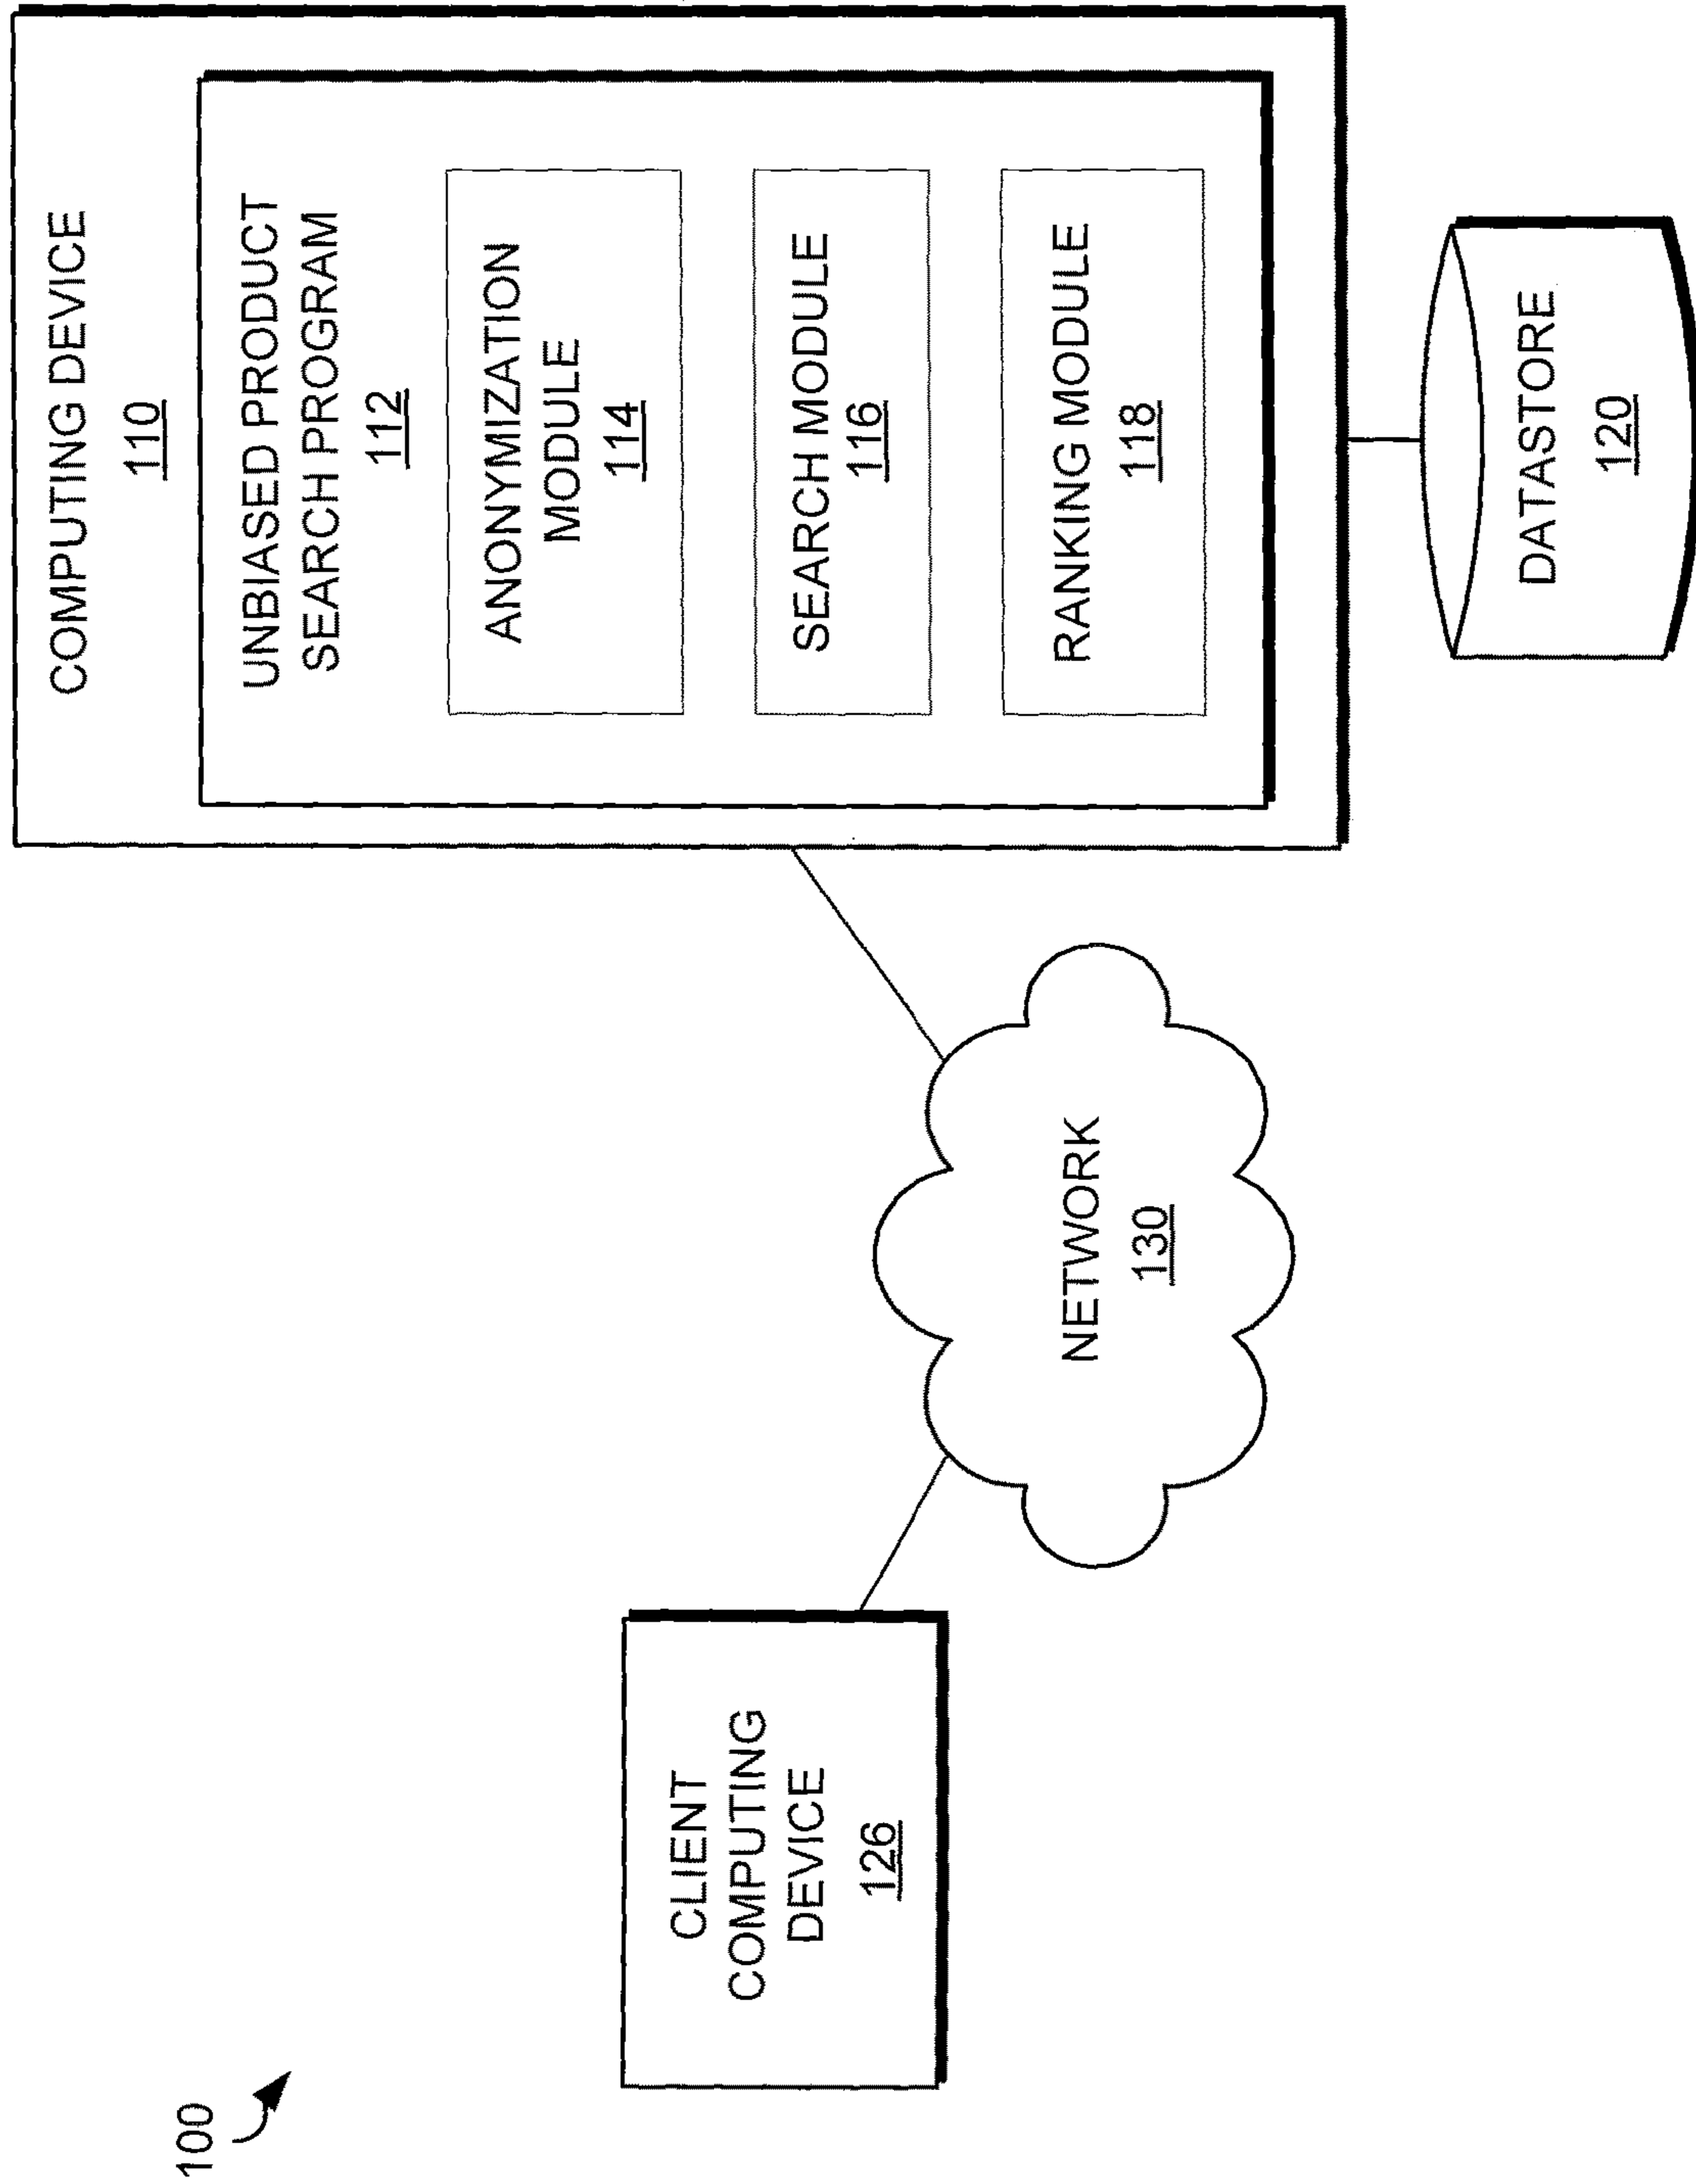 100
CLIENT
COMPUTING
DEVICE
126
NETWORK
130
COMPUTING DEVICE
110
UNBIASED PRODUCT
SEARCH PROGRAM
112
ANONYMIZATION
MODULE
114
SEARCH MODULE
116
RANKING MODULE
118
DATASTORE
120